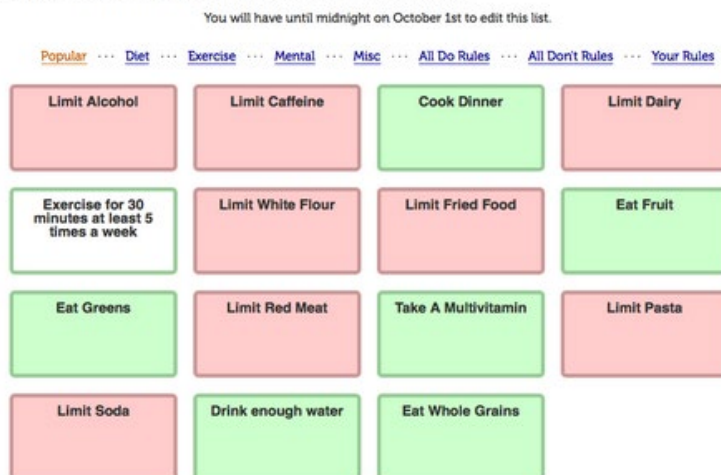 You will have until midnight on October 1st to edit this list.
Popular ··· Diet ··· Exercise ··· Mental ··· Misc ··· All Do Rules ··· All Don't Rules ··· Your Rules
Limit Alcohol
Limit Caffeine
Cook Dinner
Limit Dairy
Exercise for 30
minutes at least 5
times a week
Limit White Flour
Limit Fried Food
Eat Fruit
Eat Greens
Limit Red Meat
Take A Multivitamin
Limit Pasta
Limit Soda
Drink enough water
Eat Whole Grains